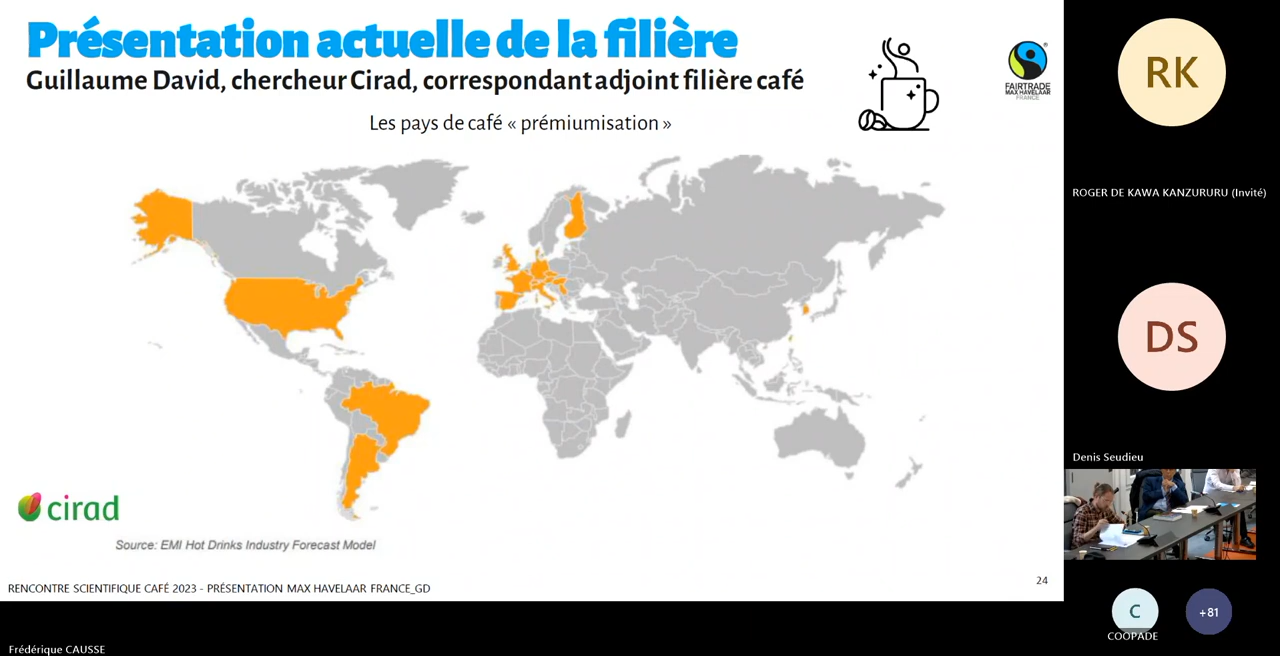 Présentation actuelle de la filière
Guillaume David, chercheur Cirad, correspondant adjoint filière café
FAIRTRADE
MAX HAVELAAR
FRANCE
Les pays de café « prémiumisation »
cirad
Source: EMI Hot Drinks Industry Forecast Model
24
RENCONTRE SCIENTIFIQUE CAFÉ 2023 - PRÉSENTATION MAX HAVELAAR FRANCE_GD
Frédérique CAUSSE
RK
ROGER DE KAWA KANZURURU (Invité)
DS
Denis Seudieu
C
+81
COOPADE